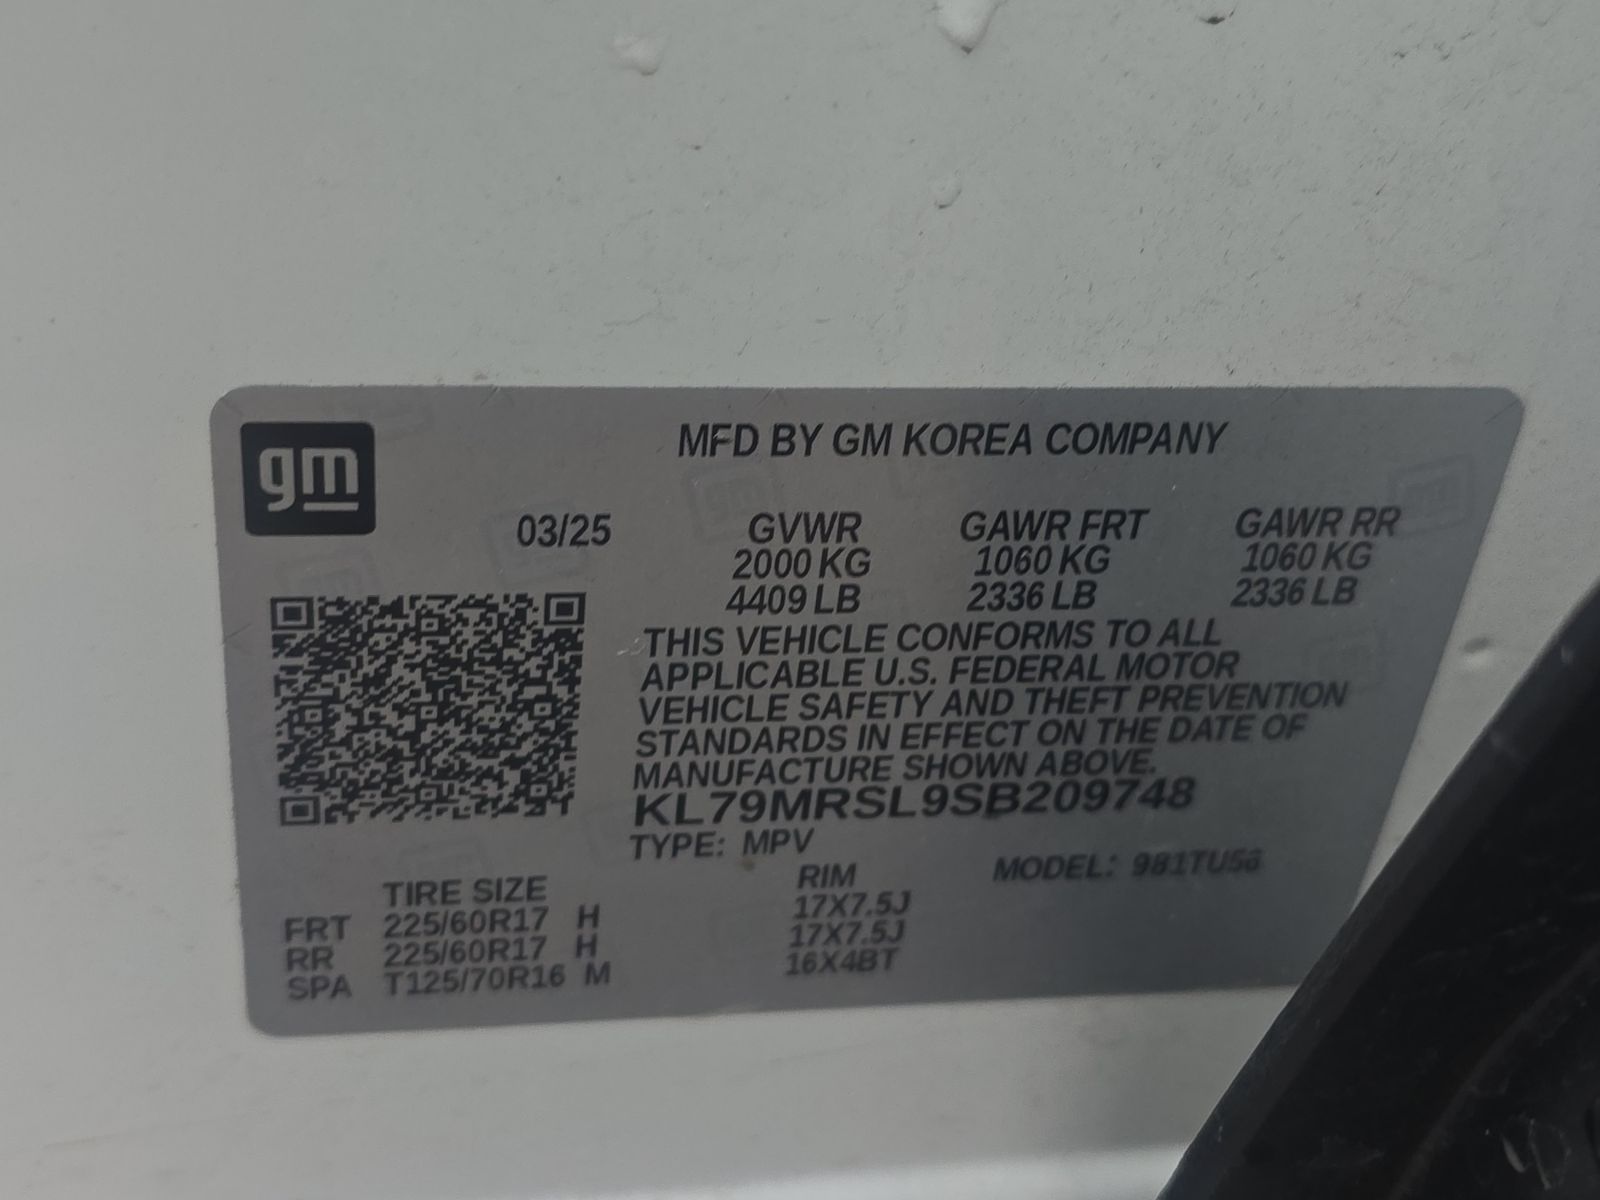 gm
MFD BY GM KOREA COMPANY
03/25 GVWR GAWR FRT GAWR RR
2000 KG 1060 KG 1060 KG
4409 LB 2336 LB 2336 LB
THIS VEHICLE CONFORMS TO ALL
APPLICABLE U.S. FEDERAL MOTOR
VEHICLE SAFETY AND THEFT PREVENTION
STANDARDS IN EFFECT ON THE DATE OF
MANUFACTURE SHOWN ABOVE.
KL79MRSL9SB209748
TYPE: MPV MODEL:
TIRE SIZE RIM
FRT 225/60R17 H 17X7.5J
RR 225/60R17 H 17X7.5J
SPA T125/70R16 M 16X4BT